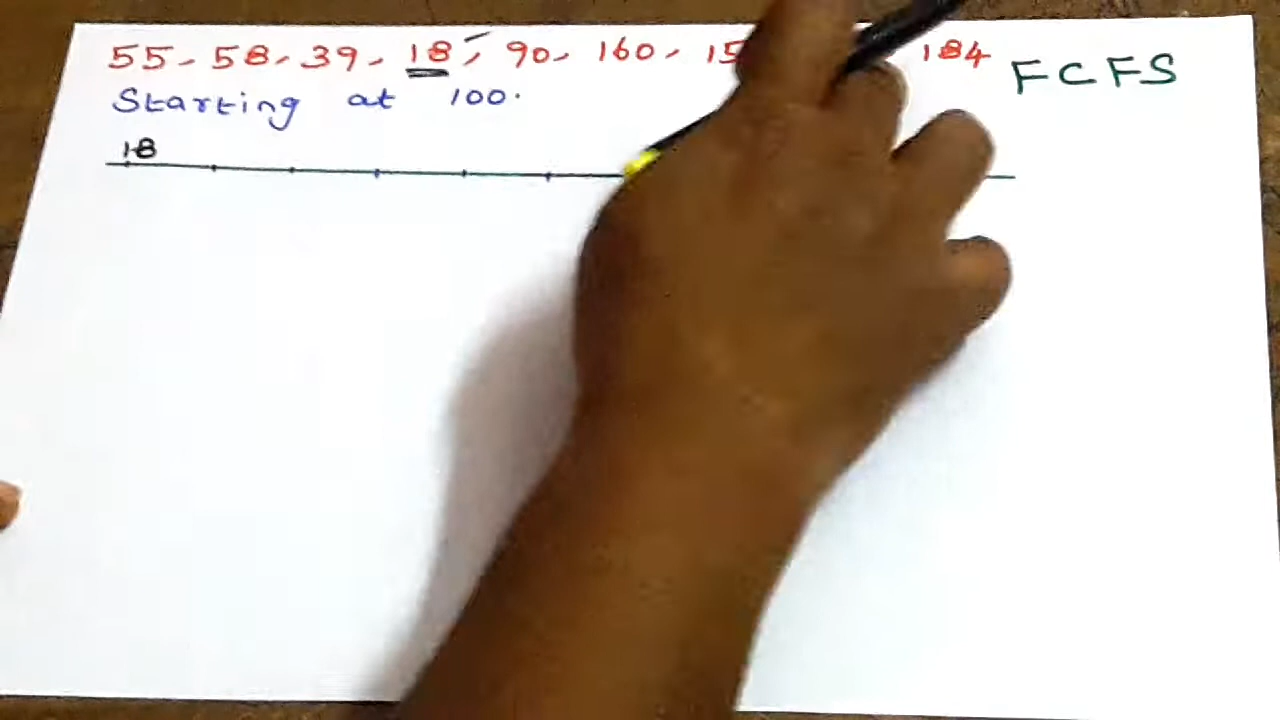 55, 58, 39, 18, 90, 160, 15 184 FCFS
Starting at 100.
18